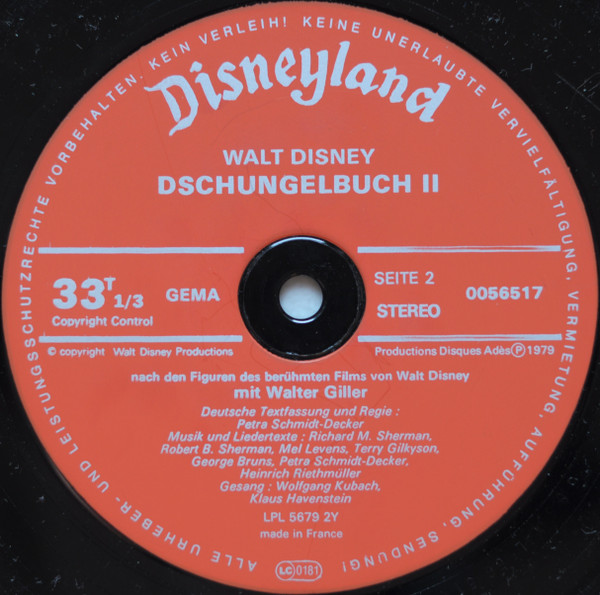 ALLE URHEBER- UND LEISTUNGSSCHUTZRECHTE VORBEHALTEN. KEIN VERLEIH! KEINE UNERLAUBTE VERVIELFÄLTIGUNG, VERMIETUNG, AUFFÜHRUNG, SENDUNG!
Disneyland
WALT DISNEY
DSCHUNGELBUCH II
33T 1/3
GEMA
Copyright Control
SEITE 2
STEREO
0056517
© copyright Walt Disney Productions
Productions Disques Adès Ⓟ 1979
nach den Figuren des berühmten Films von Walt Disney
mit Walter Giller
Deutsche Textfassung und Regie :
Petra Schmidt-Decker
Musik und Liedertexte : Richard M. Sherman,
Robert B. Sherman, Mel Levens, Terry Gilkyson,
George Bruns, Petra Schmidt-Decker,
Heinrich Riethmüller
Gesang : Wolfgang Kubach,
Klaus Havenstein
LPL 5679 2Y
made in France
LC 0181